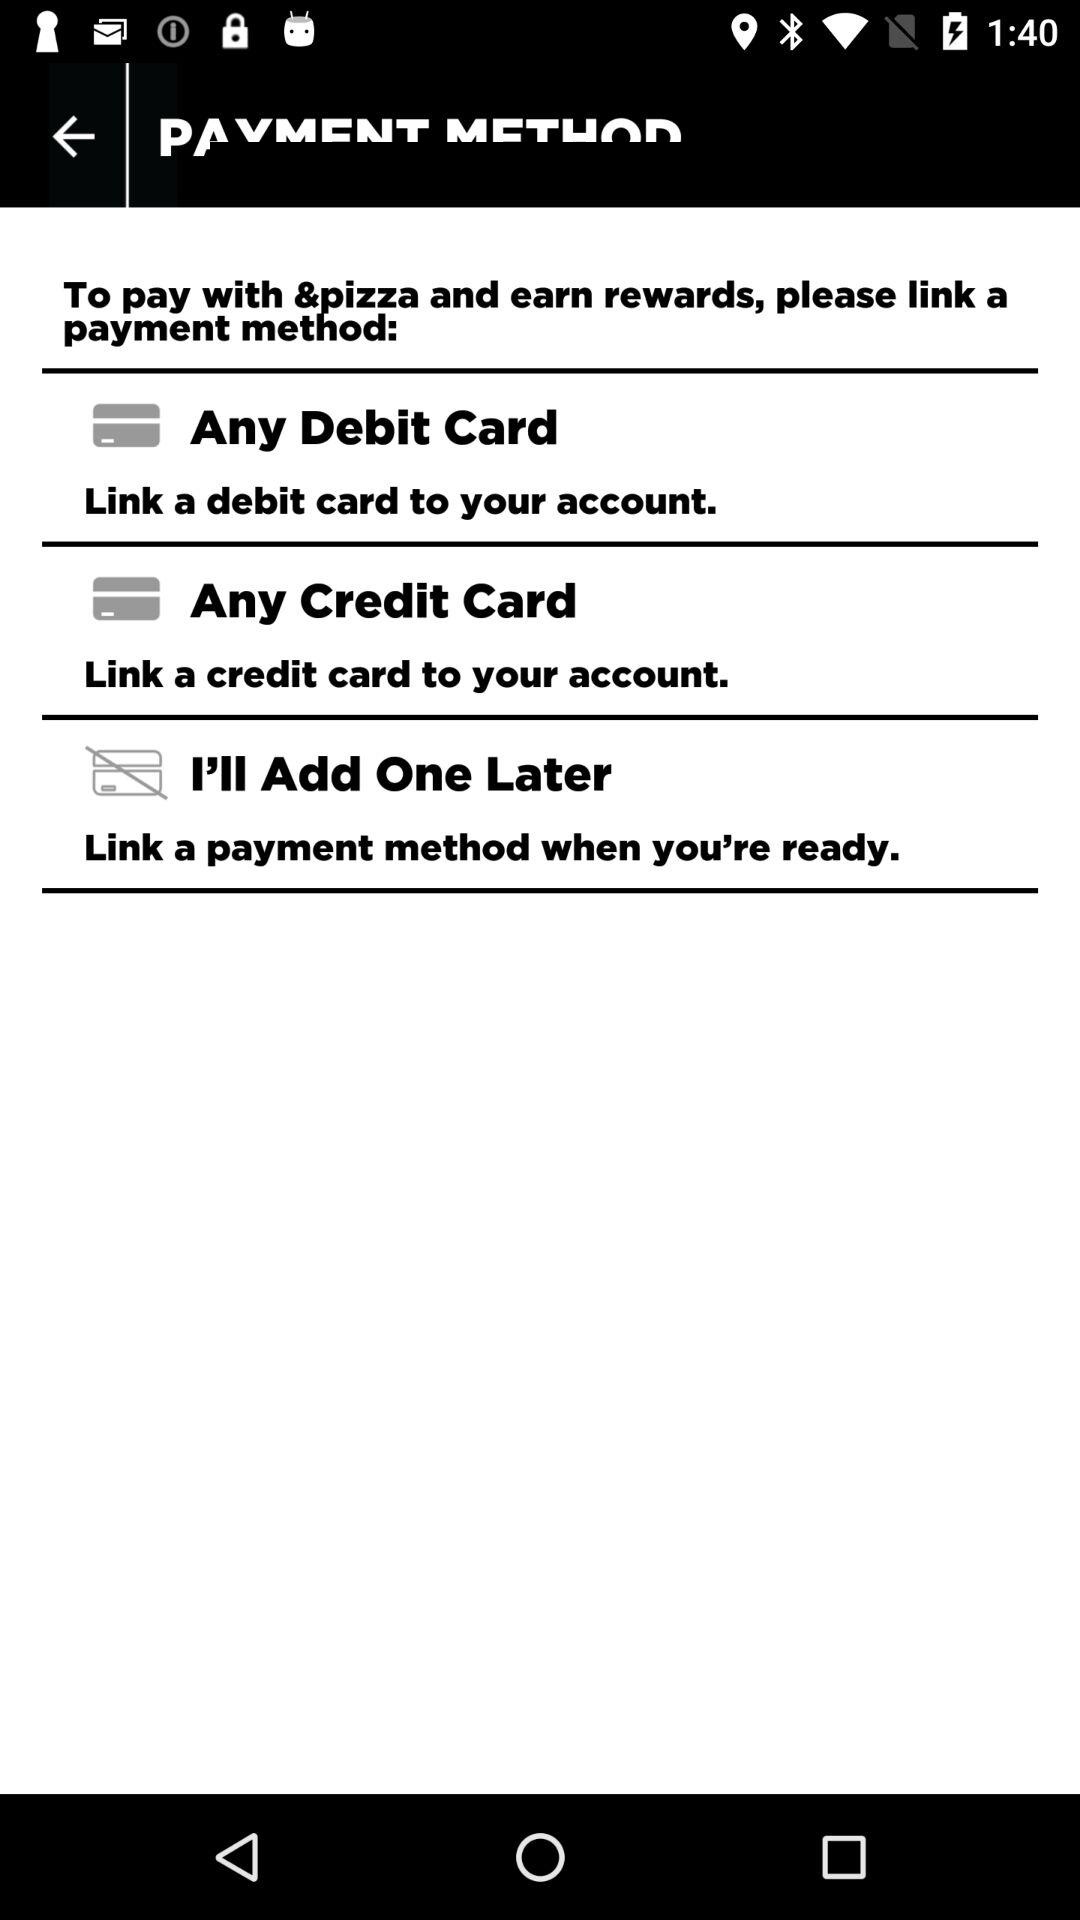 1:40
PAYMENT METHOD
To pay with &pizza and earn rewards, please link a
payment method:
Any Debit Card
Link a debit card to your account.
Any Credit Card
Link a credit card to your account.
I’ll Add One Later
Link a payment method when you’re ready.